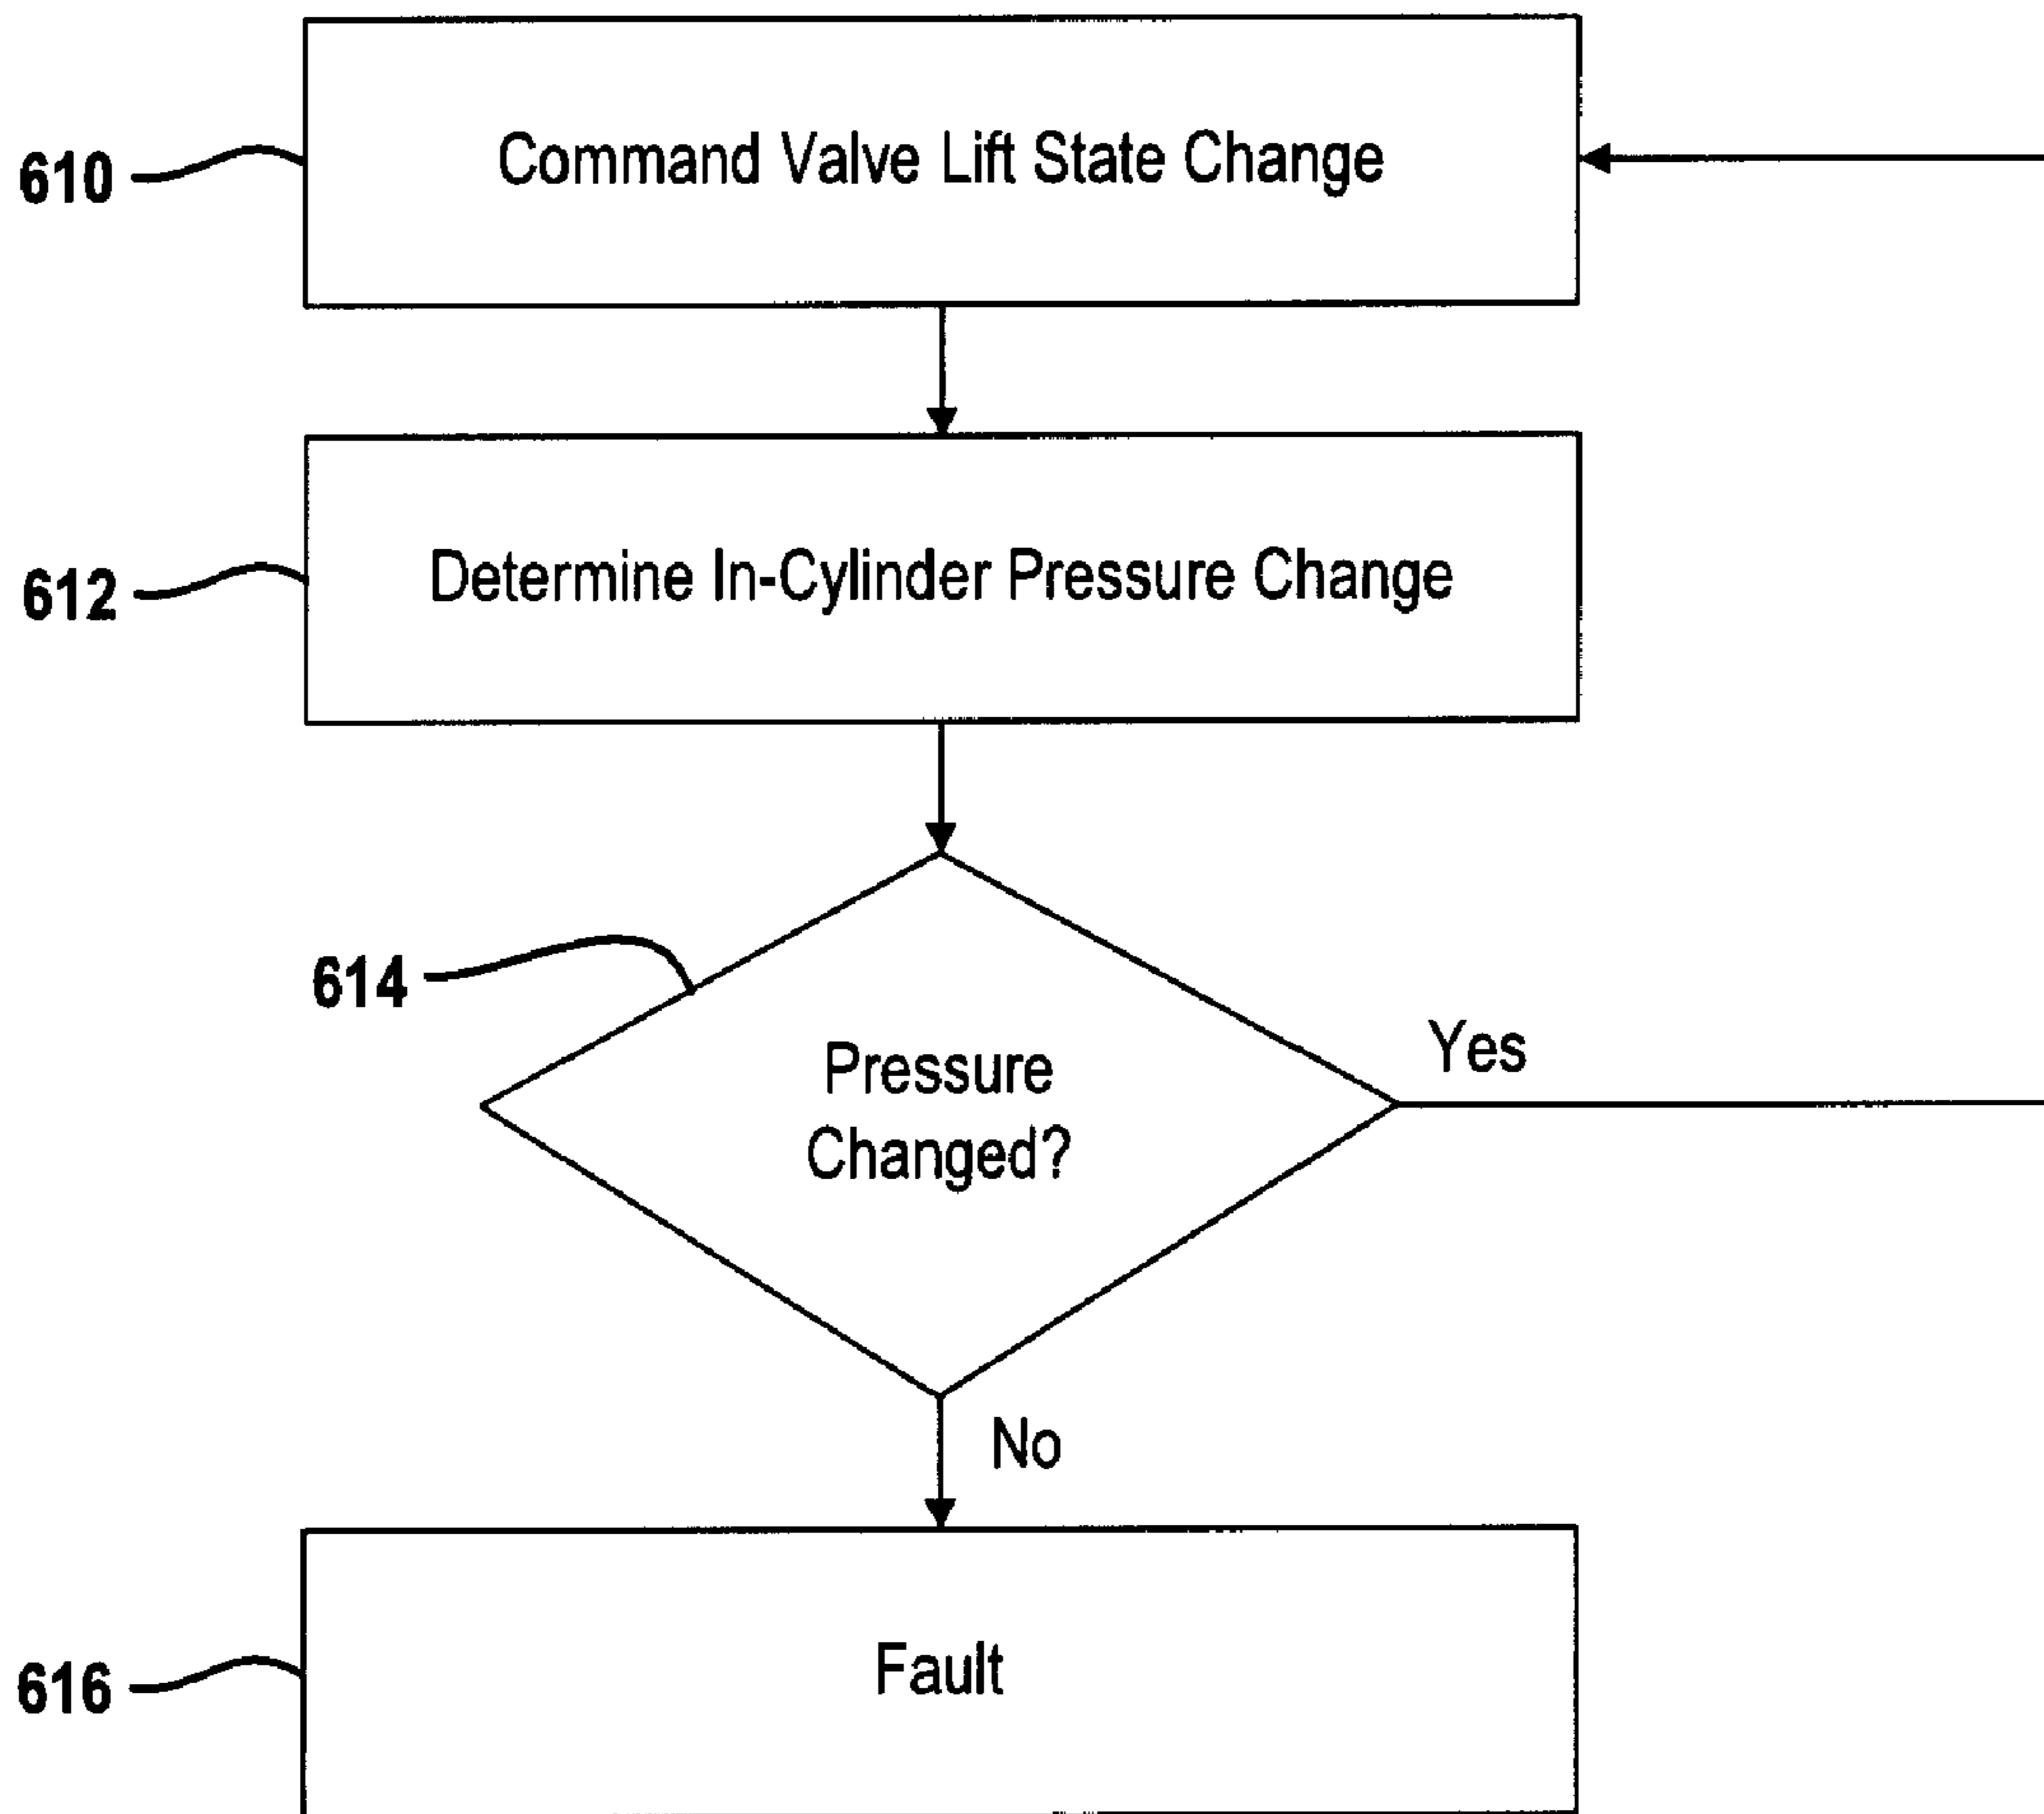 610
Command Valve Lift State Change
612
Determine In-Cylinder Pressure Change
614
Pressure
Changed?
Yes
No
616
Fault